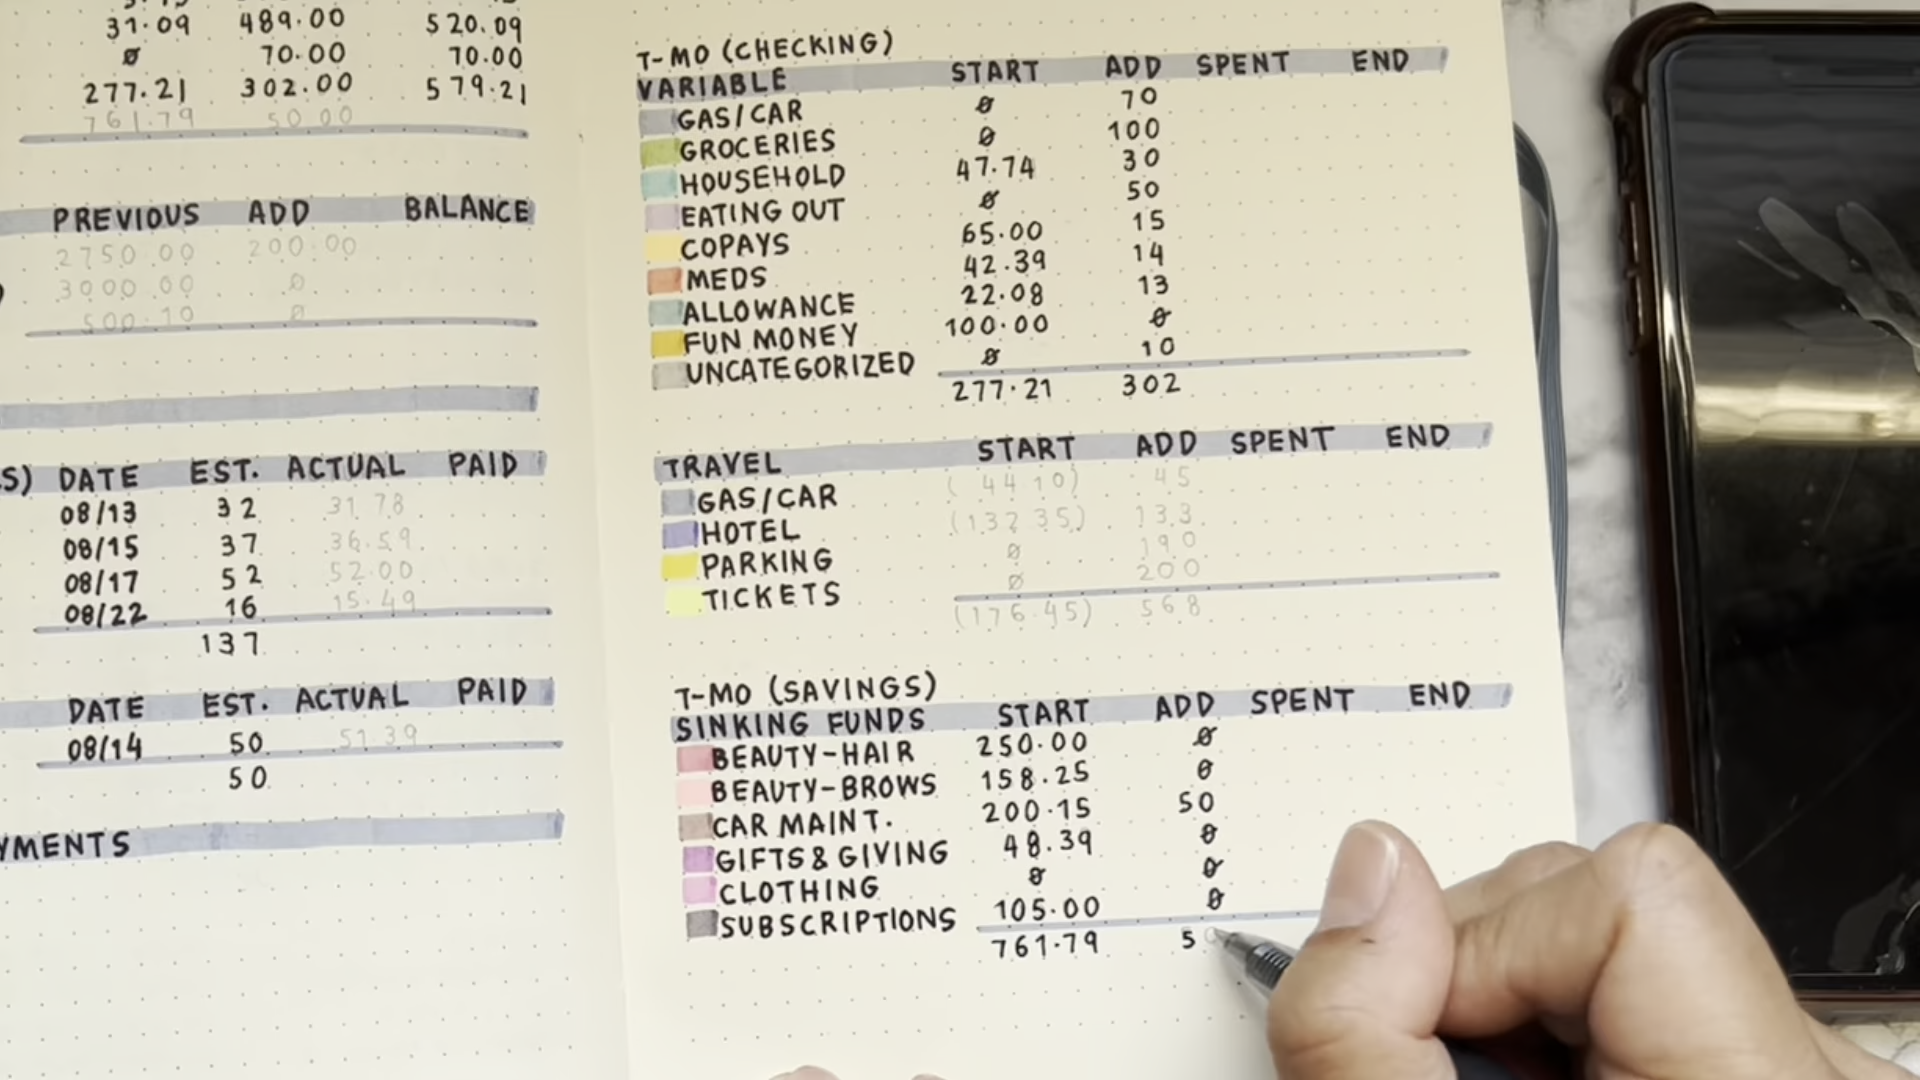 31.09 489.00 520.09
Ø 70.00 70.00
277.21 302.00 579.21
761.79 50.00
PREVIOUS ADD BALANCE
2750.00 200.00
3000.00 Ø
500.10 Ø
S) DATE EST. ACTUAL PAID
08/13 32 31.78
08/15 37 36.59
08/17 52 52.00
08/22 16 15.49
137
DATE EST. ACTUAL PAID
08/14 50 51.39
50
YMENTS
T-MO (CHECKING)
VARIABLE START ADD SPENT END
GAS/CAR Ø 70
GROCERIES Ø 100
HOUSEHOLD 47.74 30
EATING OUT Ø 50
COPAYS 65.00 15
MEDS 42.39 14
ALLOWANCE 22.08 13
FUN MONEY 100.00 Ø
UNCATEGORIZED Ø 10
277.21 302
TRAVEL START ADD SPENT END
GAS/CAR (44.10) 45
HOTEL (132.35) 133
PARKING Ø 190
TICKETS Ø 200
(176.45) 568
T-MO (SAVINGS)
SINKING FUNDS START ADD SPENT END
BEAUTY-HAIR 250.00 Ø
BEAUTY-BROWS 158.25 Ø
CAR MAINT. 200.15 50
GIFTS & GIVING 48.39 Ø
CLOTHING Ø Ø
SUBSCRIPTIONS 105.00 Ø
761.79 50